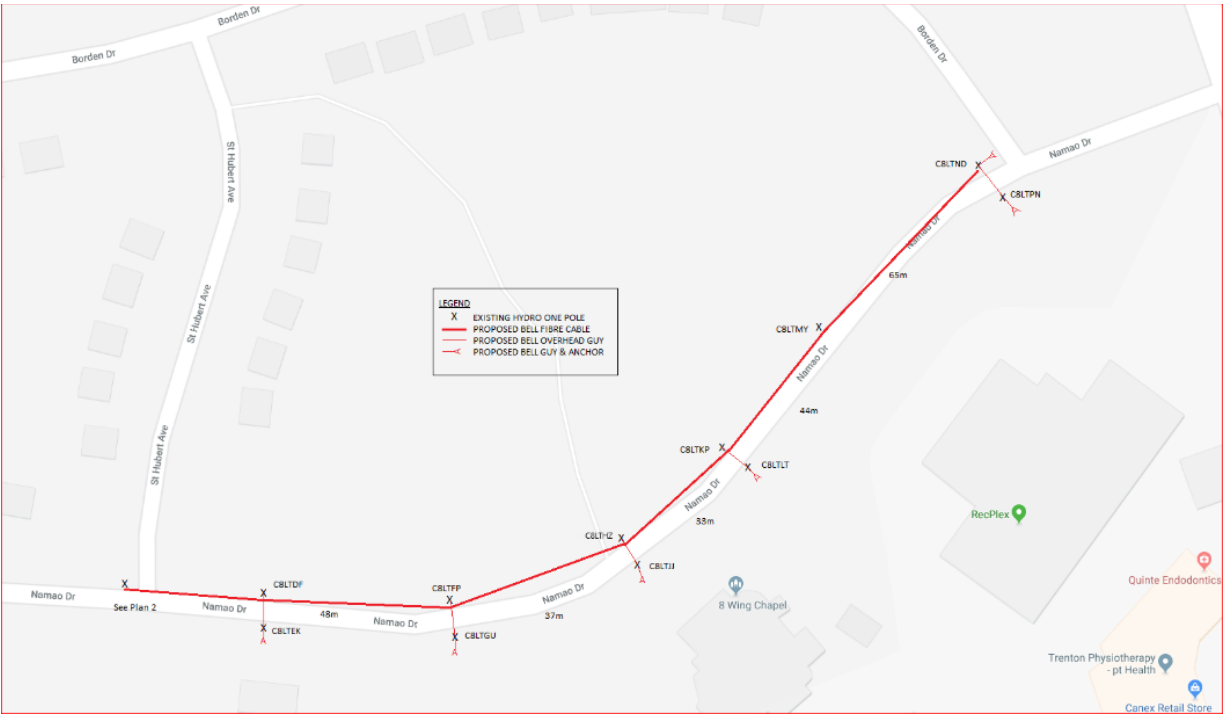 Borden Dr
Borden Dr
Borden Dr
Namao Dr
St Hubert Ave
C8LTND
C8LTPN
Namao Dr
65m
St Hubert Ave
LEGEND
X EXISTING HYDRO ONE POLE
PROPOSED BELL FIBRE CABLE
PROPOSED BELL OVERHEAD GUY
PROPOSED BELL GUY & ANCHOR
C8LTMY X
Namao Dr
44m
St Hubert Ave
C8LTKP X
X C8LTLT
Namao Dr
33m
RecPlex
C8LTHZ X
X C8LTJJ
Quinte Endodontics
X
C8LTDF
X
C8LTFP
X
Namao Dr
Namao Dr
See Plan 2
Namao Dr
48m
Namao Dr
37m
8 Wing Chapel
X C8LTEK
X C8LTGU
Trenton Physiotherapy
- pt Health
Canex Retail Store